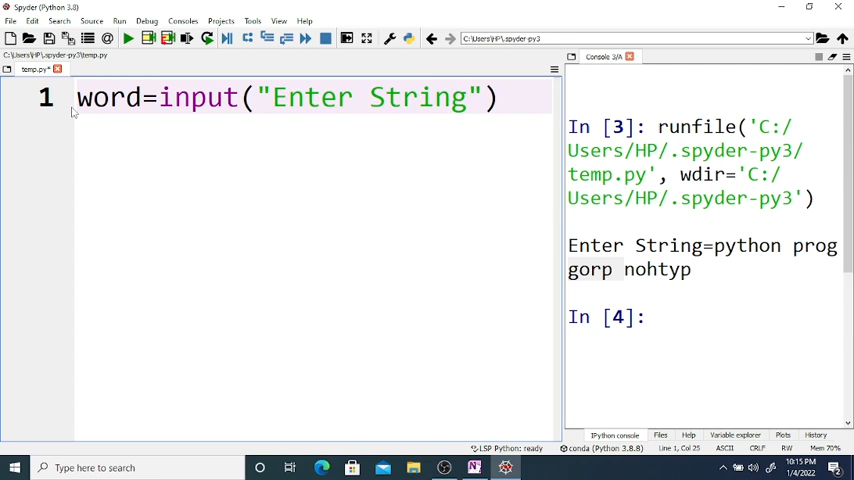 Spyder (Python 3.8)
File Edit Search Source Run Debug Consoles Projects Tools View Help
C:\Users\HP\.spyder-py3
C:\Users\HP\.spyder-py3\temp.py
temp.py*
Console 3/A
1 word=input("Enter String")
In [3]: runfile('C:/
Users/HP/.spyder-py3/
temp.py', wdir='C:/
Users/HP/.spyder-py3')
Enter String=python prog
gorp nohtyp
In [4]:
IPython console Files Help Variable explorer Plots History
LSP Python: ready conda (Python 3.8.8) Line 1, Col 25 ASCII CRLF RW Mem 70%
Type here to search
10:15 PM
1/4/2022
2